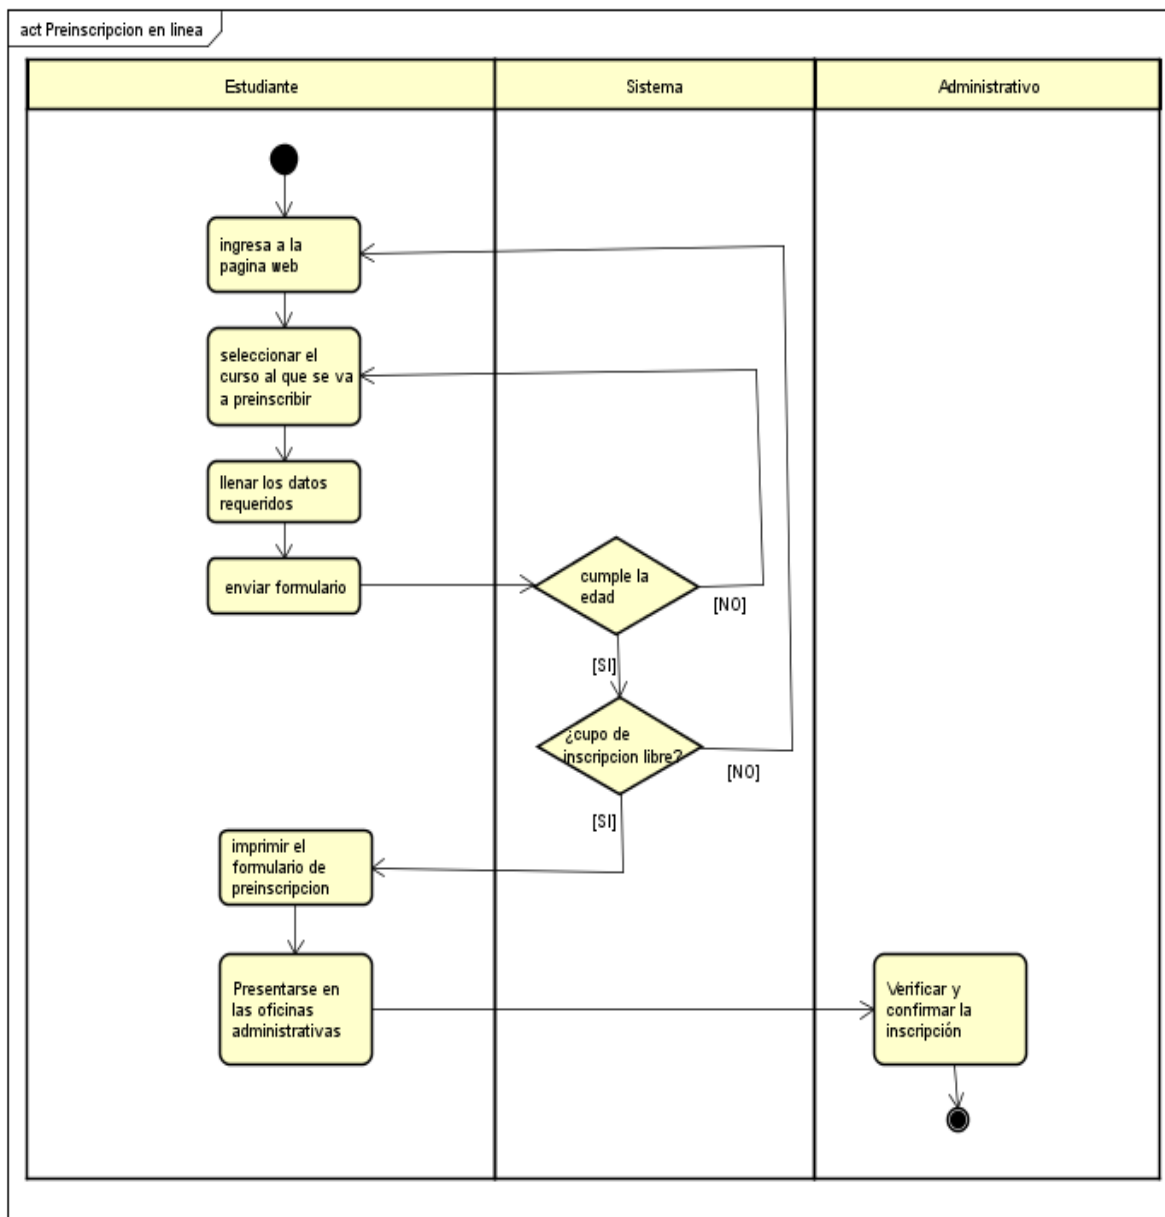 act Preinscripcion en linea
Estudiante
Sistema
Administrativo
ingresa a la
pagina web
seleccionar el
curso al que se va
a preinscribir
llenar los datos
requeridos
enviar formulario
cumple la
edad
[NO]
[SI]
¿cupo de
inscripcion libre?
[NO]
[SI]
imprimir el
formulario de
preinscripcion
Presentarse en
las oficinas
administrativas
Verificar y
confirmar la
inscripción